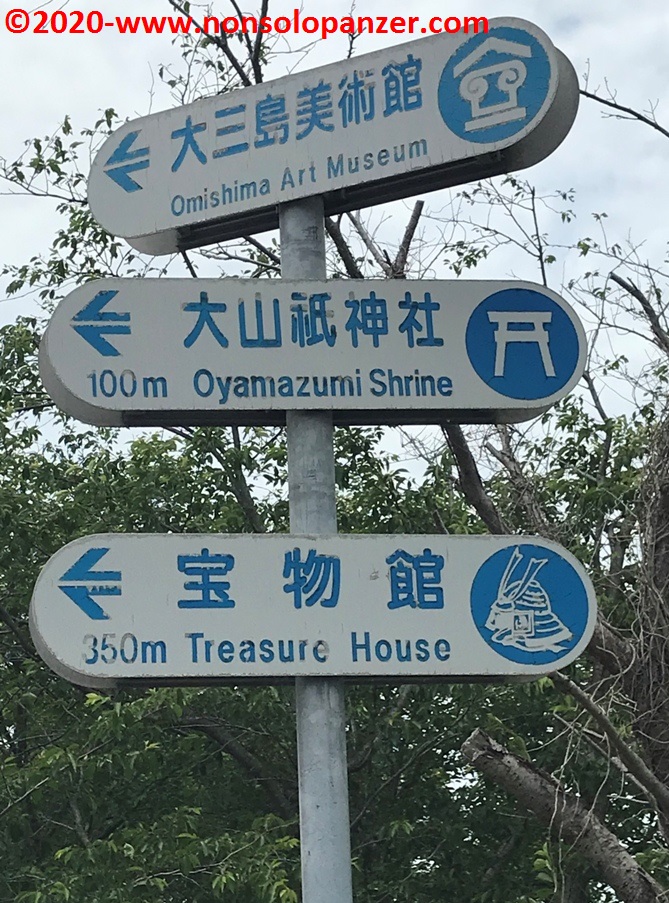 ©2020-www.nonsolopanzer.com
大三島美術館
Omishima Art Museum
大山祇神社
100m Oyamazumi Shrine
宝物館
350m Treasure House